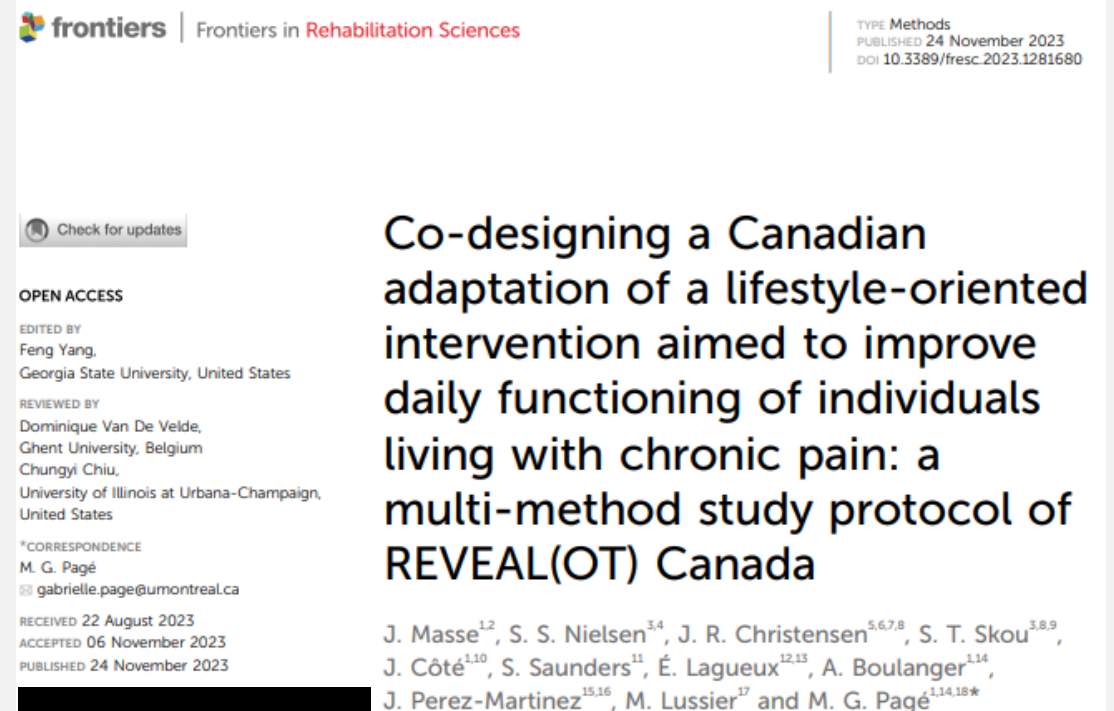 frontiers | Frontiers in Rehabilitation Sciences
TYPE Methods
PUBLISHED 24 November 2023
DOI 10.3389/fresc.2023.1281680
Check for updates
OPEN ACCESS
EDITED BY
Feng Yang,
Georgia State University, United States
REVIEWED BY
Dominique Van De Velde,
Ghent University, Belgium
Chungyi Chiu,
University of Illinois at Urbana-Champaign,
United States
*CORRESPONDENCE
M. G. Pagé
gabrielle.page@umontreal.ca
RECEIVED 22 August 2023
ACCEPTED 06 November 2023
PUBLISHED 24 November 2023
Co-designing a Canadian
adaptation of a lifestyle-oriented
intervention aimed to improve
daily functioning of individuals
living with chronic pain: a
multi-method study protocol of
REVEAL(OT) Canada
J. Masse1,2, S. S. Nielsen3,4, J. R. Christensen5,6,7,8, S. T. Skou3,8,9,
J. Côté1,10, S. Saunders11, É. Lagueux12,13, A. Boulanger1,14,
J. Perez-Martinez15,16, M. Lussier17 and M. G. Pagé1,14,18*